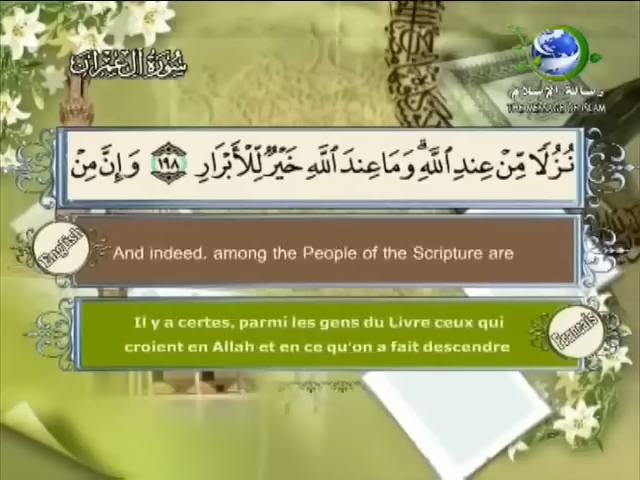 سورة آل عمران
رسالة الإسلام
THE MESSAGE OF ISLAM
نُزُلًا مِّنْ عِندِ اللَّهِ ۗ وَمَا عِندَ اللَّهِ خَيْرٌ لِّلْأَبْرَارِ ١٩٨ وَإِنَّ مِنْ
English
And indeed, among the People of the Scripture are
Il y a certes, parmi les gens du Livre ceux qui
croient en Allah et en ce qu'on a fait descendre
Francais